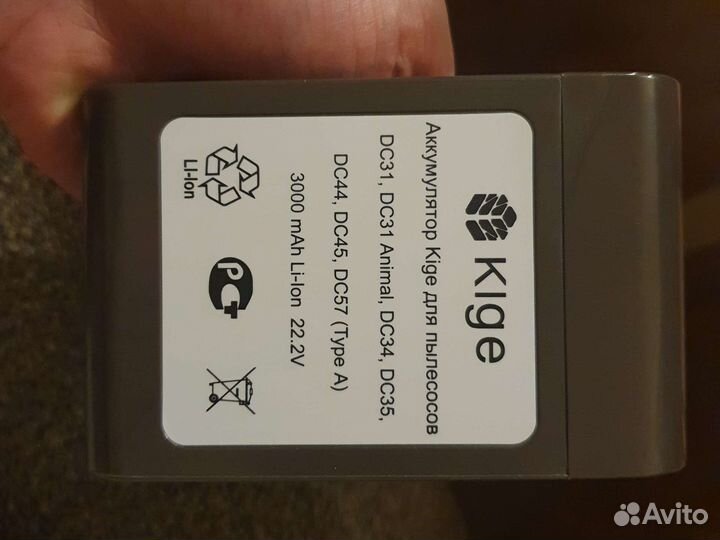 Kige
Аккумулятор Kige для пылесосов
DC31, DC31 Animal, DC34, DC35,
DC44, DC45, DC57 (Type A)
3000 mAh Li-Ion 22.2V
LI-Ion
РСТ
Avito